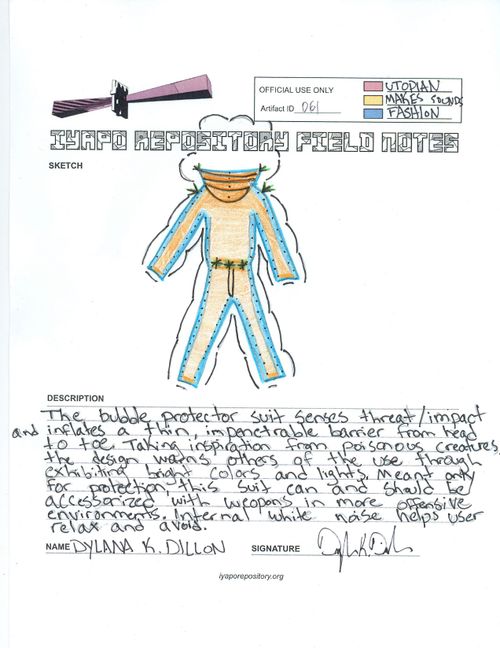 OFFICIAL USE ONLY
Artifact ID 061
UTOPIAN
MAKES SOUNDS
FASHION
IYAPO REPOSITORY FIELD NOTES
SKETCH
DESCRIPTION
The bubble protector suit senses threat/impact
and inflates a thin, impenetrable barrier from head
to toe. Taking inspiration from poisonous creatures,
the design warns others of the use through
exhibiting bright colors and lights. Meant only
for protection, this suit can and should be
accessorized with weapons in more offensive
environments. Internal white noise helps user
relax and avoid.
NAME DYLANA K. DILLON
SIGNATURE
iyaporepository.org